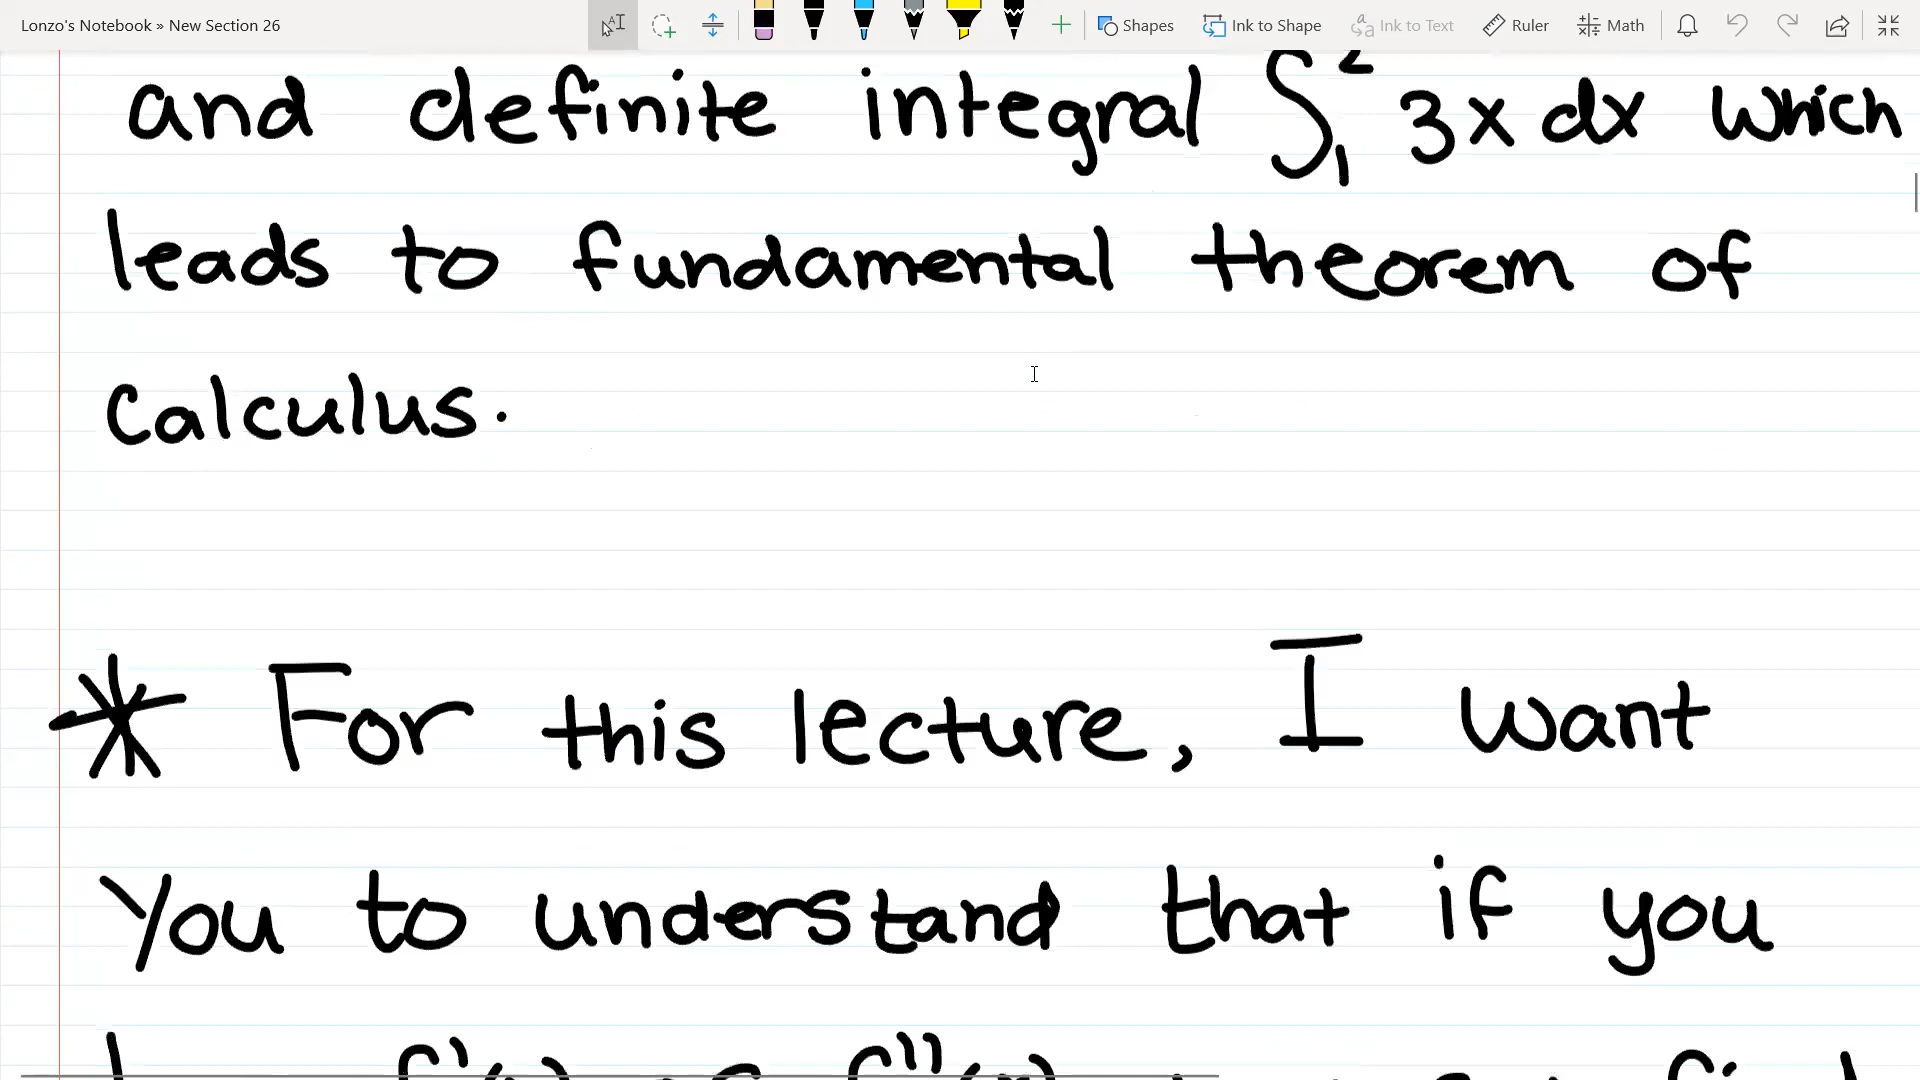 Lonzo's Notebook » New Section 26
Shapes Ink to Shape Ink to Text Ruler Math
and definite integral ∫₁² 3x dx which
leads to fundamental theorem of
Calculus.
* For this lecture, I want
You to understand that if you